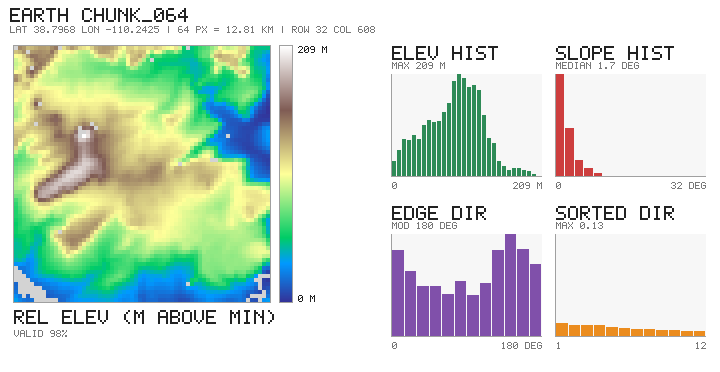 EARTH CHUNK_064
LAT 38.7968 LON -110.2425 | 64 PX = 12.81 KM | ROW 32 COL 608
209 M
0 M
REL ELEV (M ABOVE MIN)
VALID 98%
ELEV HIST
MAX 209 M
0 209 M
SLOPE HIST
MEDIAN 1.7 DEG
0 32 DEG
EDGE DIR
MOD 180 DEG
0 180 DEG
SORTED DIR
MAX 0.13
1 12